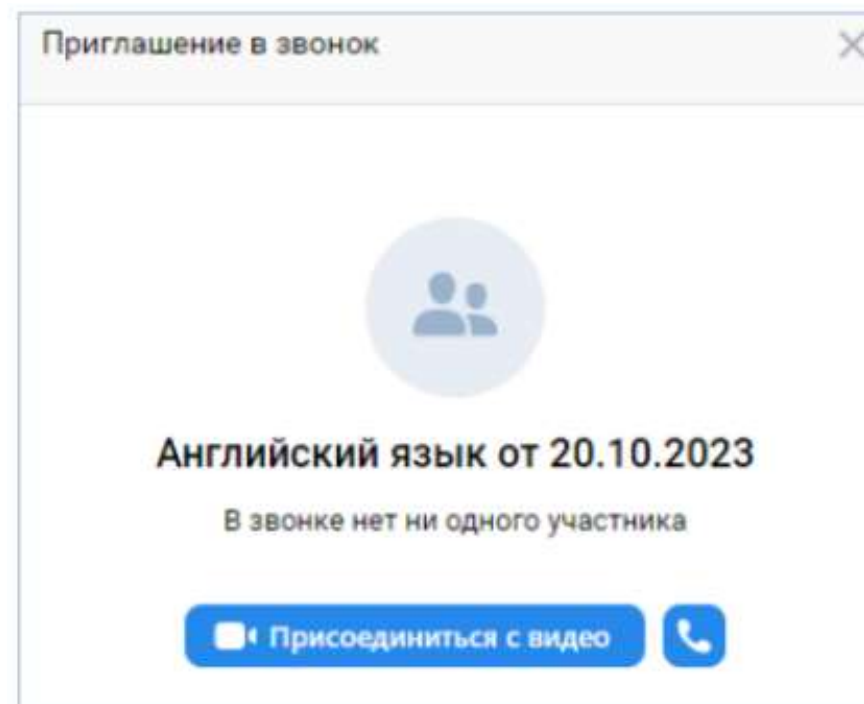 Приглашение в звонок
Английский язык от 20.10.2023
В звонке нет ни одного участника
Присоединиться с видео